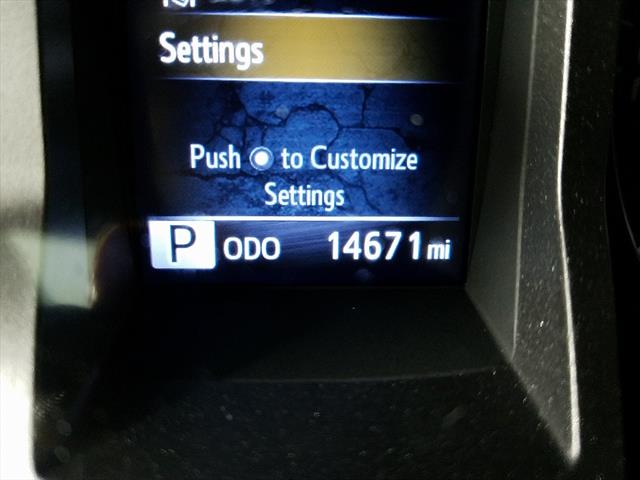 Settings
Push to Customize
Settings
P ODO 14671 mi